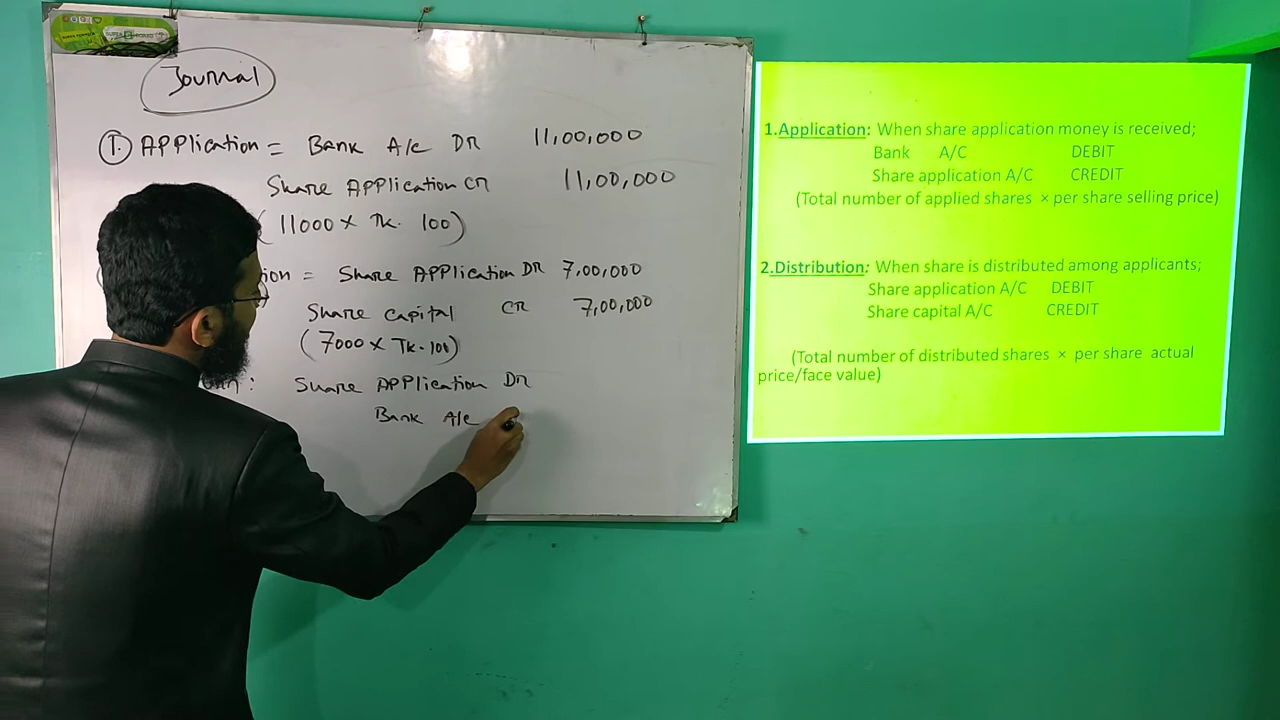 Journal
1. APPlication = Bank A/c DR 11,00,000
Share APPlication CR 11,00,000
(11000 × TK. 100)
ion = Share APPlication DR 7,00,000
Share capital CR 7,00,000
(7000 × TK. 100)
: Share APPlication DR
Bank A/c
1.Application: When share application money is received;
Bank A/C DEBIT
Share application A/C CREDIT
(Total number of applied shares × per share selling price)
2.Distribution: When share is distributed among applicants;
Share application A/C DEBIT
Share capital A/C CREDIT
(Total number of distributed shares × per share actual
price/face value)